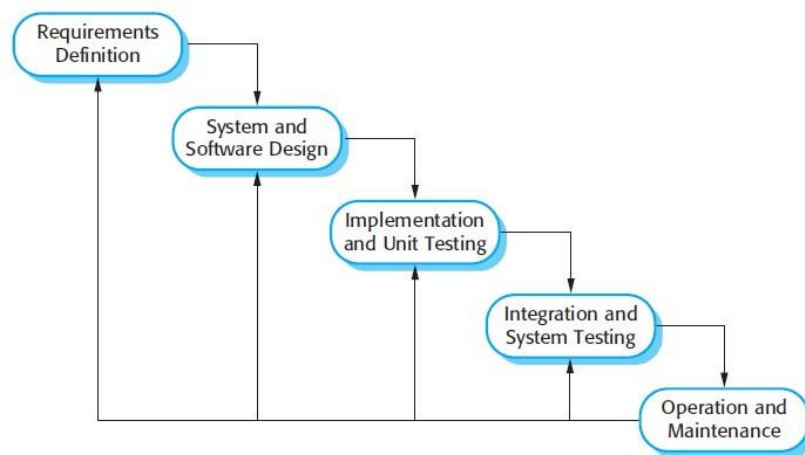 Requirements
Definition
System and
Software Design
Implementation
and Unit Testing
Integration and
System Testing
Operation and
Maintenance